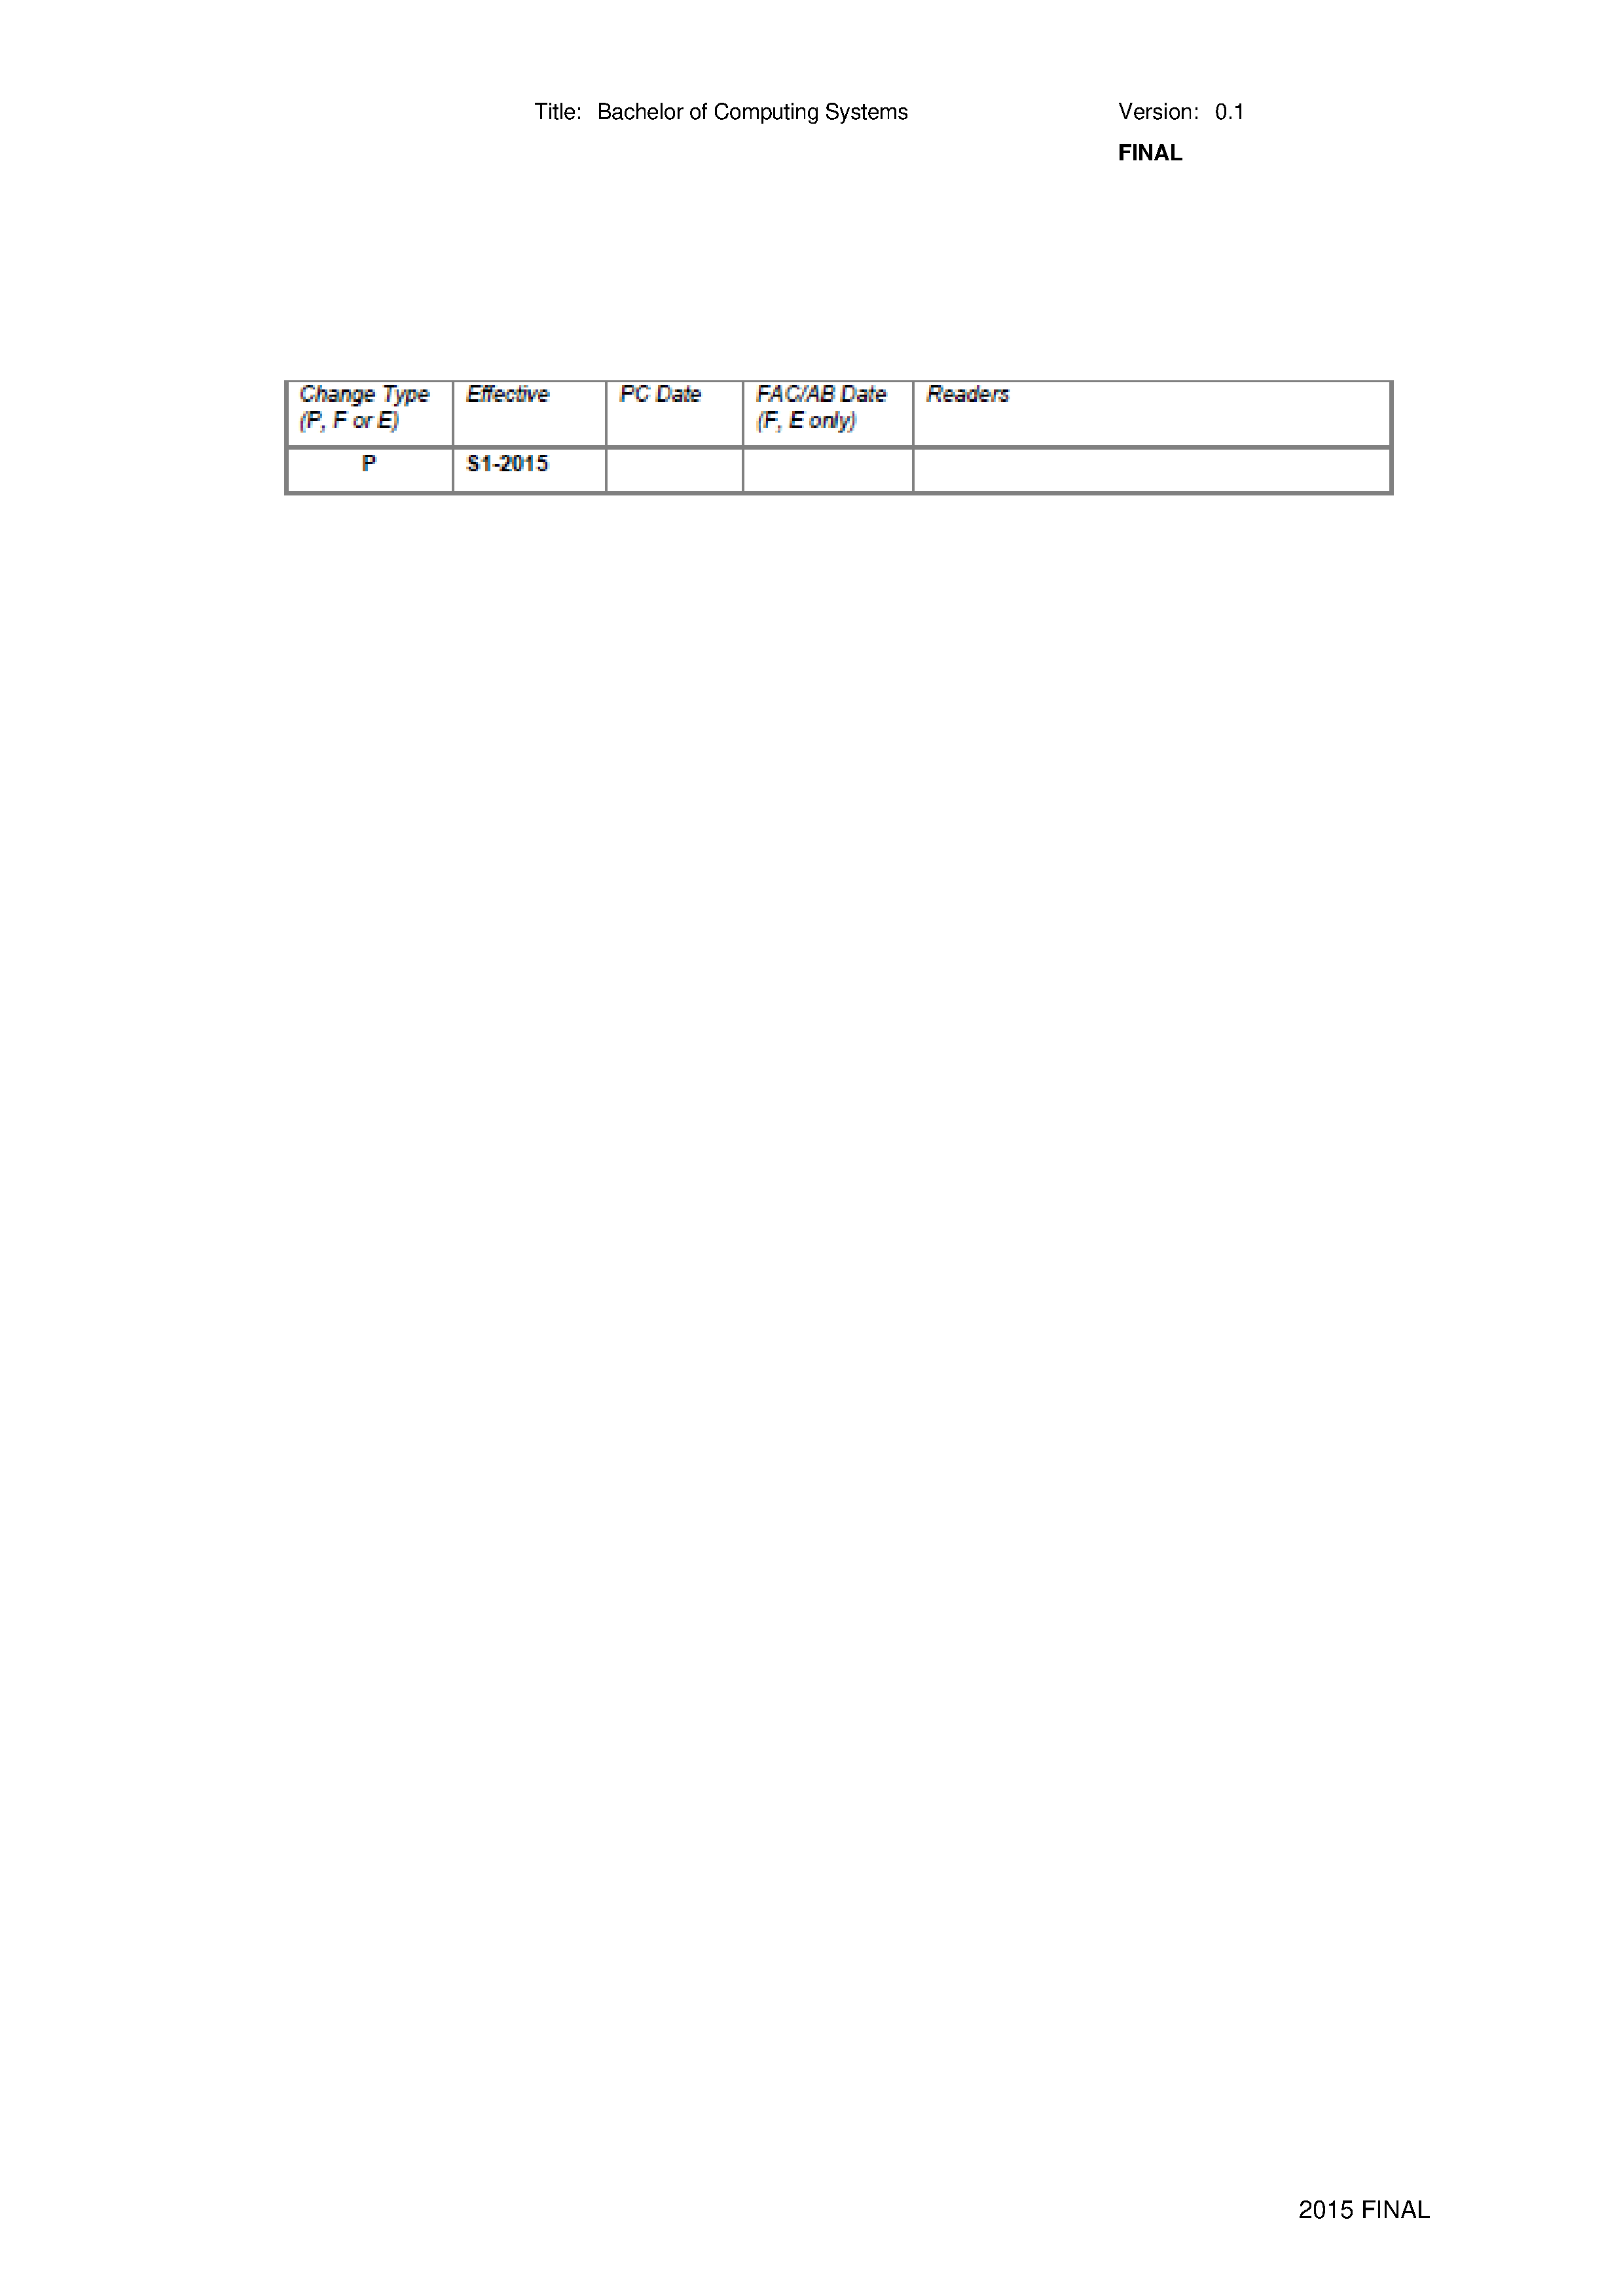 Title: Bachelor of Computing Systems Version: 0.1
FINAL
Change Type Effective PC Date FAC/AB Date Readers
(P, F or E) (F, E only)
P S1-2015
2015 FINAL